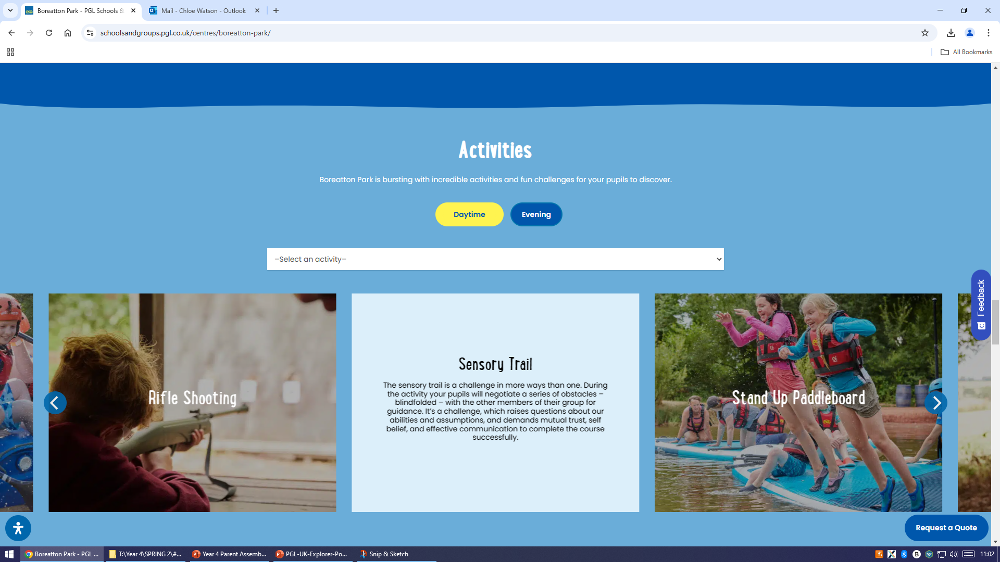 Boreatton Park - PGL Schools &
Mail - Chloe Watson - Outlook
schoolsandgroups.pgl.co.uk/centres/boreatton-park/
All Bookmarks
Activities
Boreatton Park is bursting with incredible activities and fun challenges for your pupils to discover.
Daytime
Evening
–Select an activity–
Feedback
Rifle Shooting
Sensory Trail
The sensory trail is a challenge in more ways than one. During
the activity your pupils will negotiate a series of obstacles –
blindfolded – with the other members of their group for
guidance. It’s a challenge, which raises questions about our
abilities and assumptions, and demands mutual trust, self
belief, and effective communication to complete the course
successfully.
Stand Up Paddleboard
Request a Quote
Boreatton Park - PGL ...
T:\Year 4\SPRING 2\#...
Year 4 Parent Assemb...
PGL-UK-Explorer-Po...
Snip & Sketch
11:02